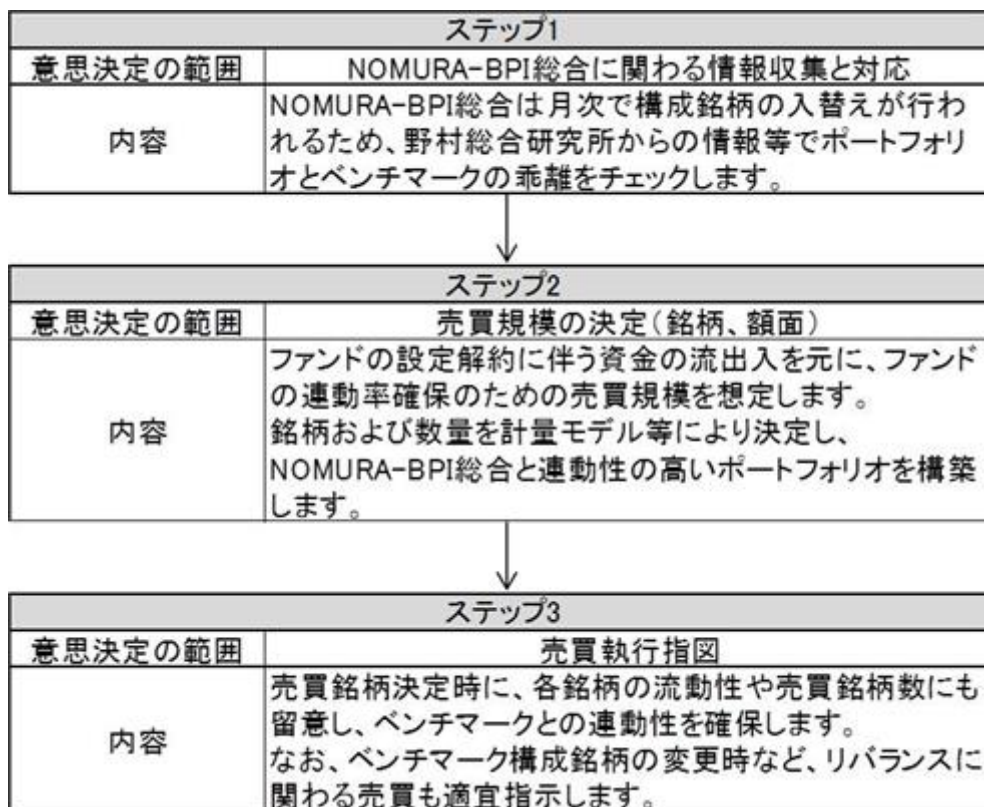 ステップ1
意思決定の範囲 NOMURA-BPI総合に関わる情報収集と対応
内容
NOMURA-BPI総合は月次で構成銘柄の入替えが行わ
れるため、野村総合研究所からの情報等でポートフォリ
オとベンチマークの乖離をチェックします。
ステップ2
意思決定の範囲 売買規模の決定(銘柄、額面)
内容
ファンドの設定解約に伴う資金の流出入を元に、ファンド
の連動率確保のための売買規模を想定します。
銘柄および数量を計量モデル等により決定し、
NOMURA-BPI総合と連動性の高いポートフォリオを構築
します。
ステップ3
意思決定の範囲 売買執行指図
内容
売買銘柄決定時に、各銘柄の流動性や売買銘柄数にも
留意し、ベンチマークとの連動性を確保します。
なお、ベンチマーク構成銘柄の変更時など、リバランスに
関わる売買も適宜指示します。